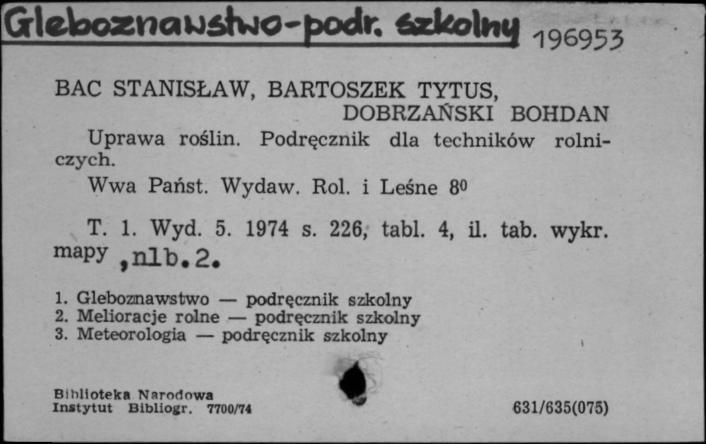 Gleboznawstwo-podr. szkolny
196953
BAC STANISŁAW, BARTOSZEK TYTUS,
DOBRZAŃSKI BOHDAN
Uprawa roślin. Podręcznik dla techników rolni-
czych.
Wwa Państ. Wydaw. Rol. i Leśne 8⁰
T. 1. Wyd. 5. 1974 s. 226, tabl. 4, il. tab. wykr.
mapy ,nlb.2.
1. Gleboznawstwo — podręcznik szkolny
2. Melioracje rolne — podręcznik szkolny
3. Meteorologia — podręcznik szkolny
Biblioteka Narodowa
Instytut Bibliogr. 7700/74
631/635(075)